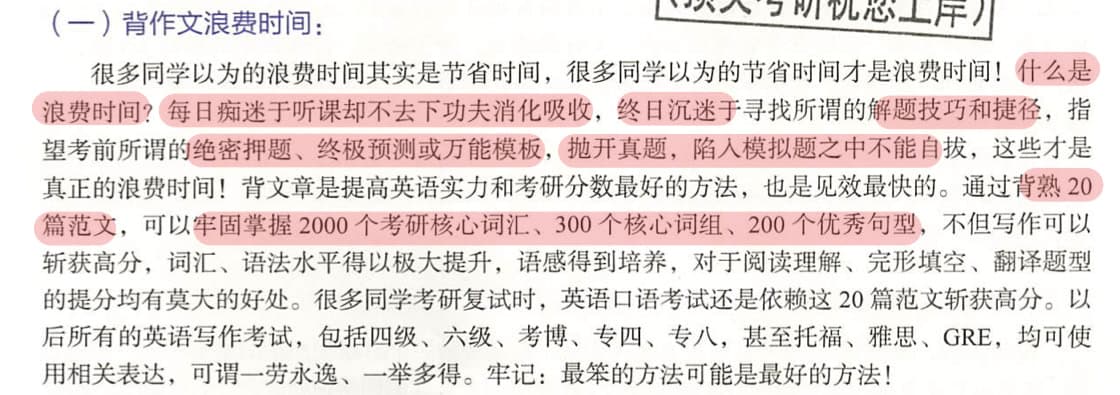 (顶尖考研祝您上岸)
(一)背作文浪费时间:
很多同学以为的浪费时间其实是节省时间,很多同学以为的节省时间才是浪费时间!什么是
浪费时间?每日痴迷于听课却不去下功夫消化吸收,终日沉迷于寻找所谓的解题技巧和捷径,指
望考前所谓的绝密押题、终极预测或万能模板,抛开真题,陷入模拟题之中不能自拔,这些才是
真正的浪费时间!背文章是提高英语实力和考研分数最好的方法,也是见效最快的。通过背熟 20
篇范文,可以牢固掌握 2000 个考研核心词汇、300 个核心词组、200 个优秀句型,不但写作可以
斩获高分,词汇、语法水平得以极大提升,语感得到培养,对于阅读理解、完形填空、翻译题型
的提分均有莫大的好处。很多同学考研复试时,英语口语考试还是依赖这 20 篇范文斩获高分。以
后所有的英语写作考试,包括四级、六级、考博、专四、专八,甚至托福、雅思、GRE,均可使
用相关表达,可谓一劳永逸、一举多得。牢记:最笨的方法可能是最好的方法!